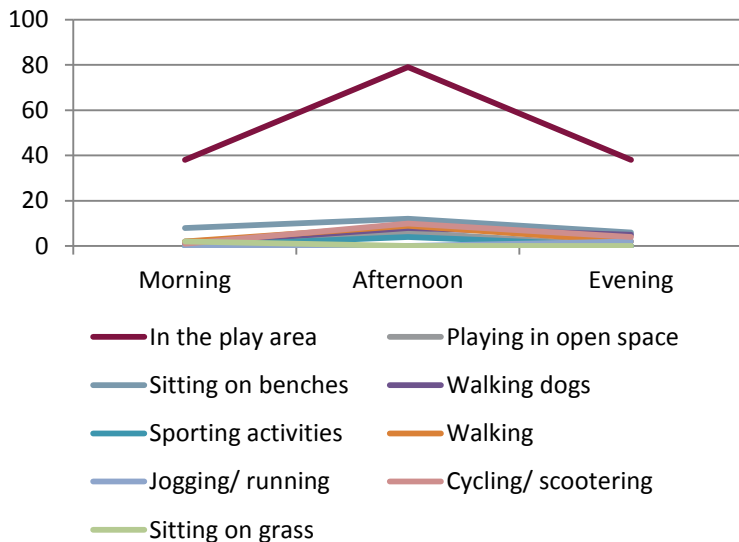 100
80
60
40
20
0
Morning Afternoon Evening
In the play area Playing in open space
Sitting on benches Walking dogs
Sporting activities Walking
Jogging/ running Cycling/ scootering
Sitting on grass